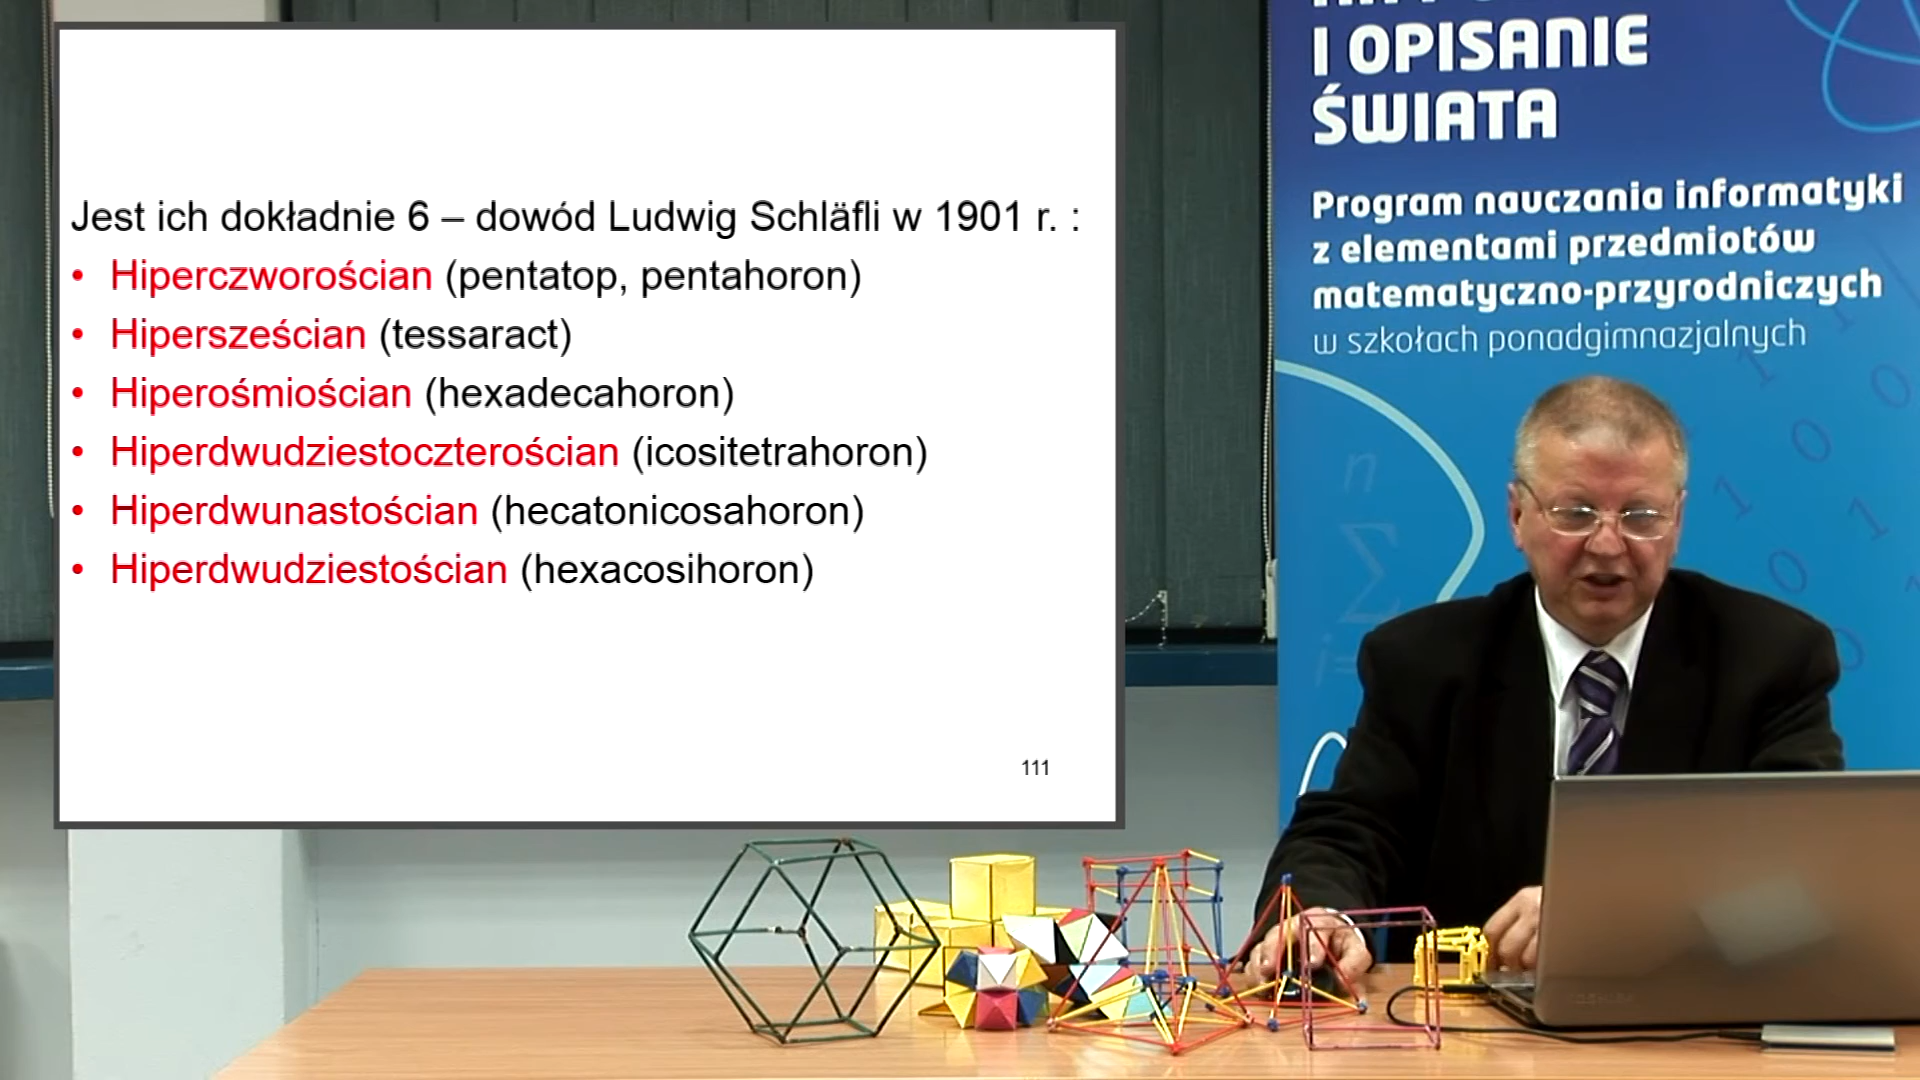 Jest ich dokładnie 6 – dowód Ludwig Schläfli w 1901 r. :
• Hiperczworościan (pentatop, pentahoron)
• Hipersześcian (tessaract)
• Hiperośmiościan (hexadecahoron)
• Hiperdwudziestoczterościan (icositetrahoron)
• Hiperdwunastościan (hecatonicosahoron)
• Hiperdwudziestościan (hexacosihoron)
111
I OPISANIE
ŚWIATA
Program nauczania informatyki
z elementami przedmiotów
matematyczno-przyrodniczych
w szkołach ponadgimnazjalnych